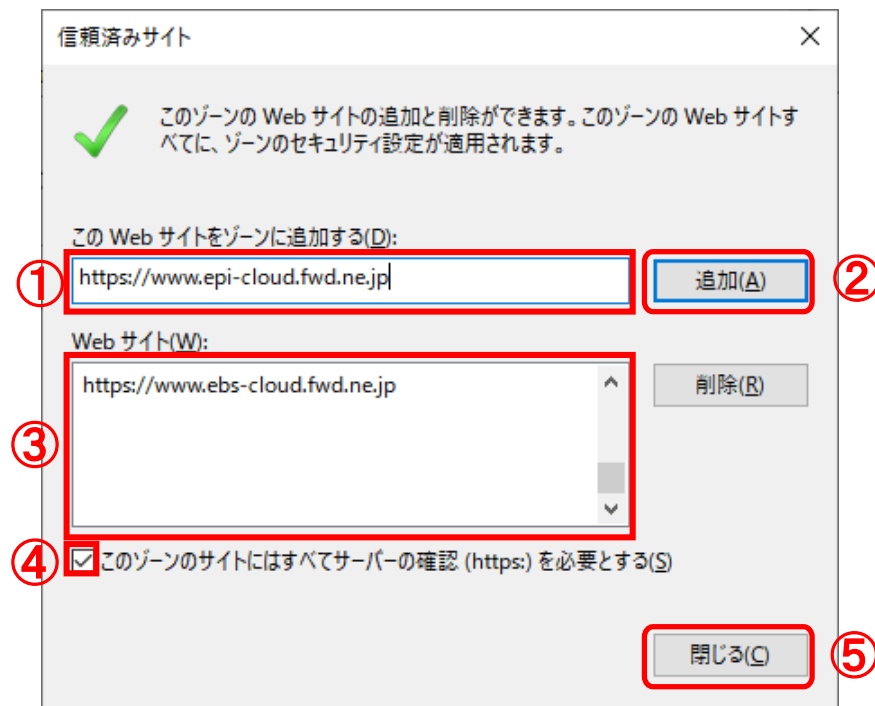 信頼済みサイト
このゾーンの Web サイトの追加と削除ができます。このゾーンの Web サイトす
べてに、ゾーンのセキュリティ設定が適用されます。
この Web サイトをゾーンに追加する(D):
① https://www.epi-cloud.fwd.ne.jp 追加(A) ②
Web サイト(W):
https://www.ebs-cloud.fwd.ne.jp 削除(R)
③
④ このゾーンのサイトにはすべてサーバーの確認 (https:) を必要とする(S)
閉じる(C) ⑤